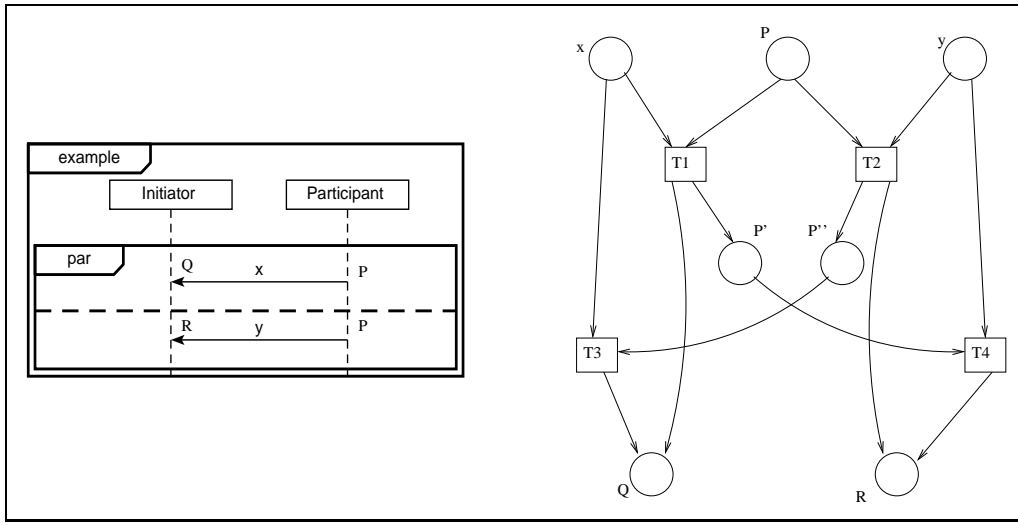 example
Initiator
Participant
par
Q
x
P
R
y
P
x
P
y
T1
T2
P'
P''
T3
T4
Q
R